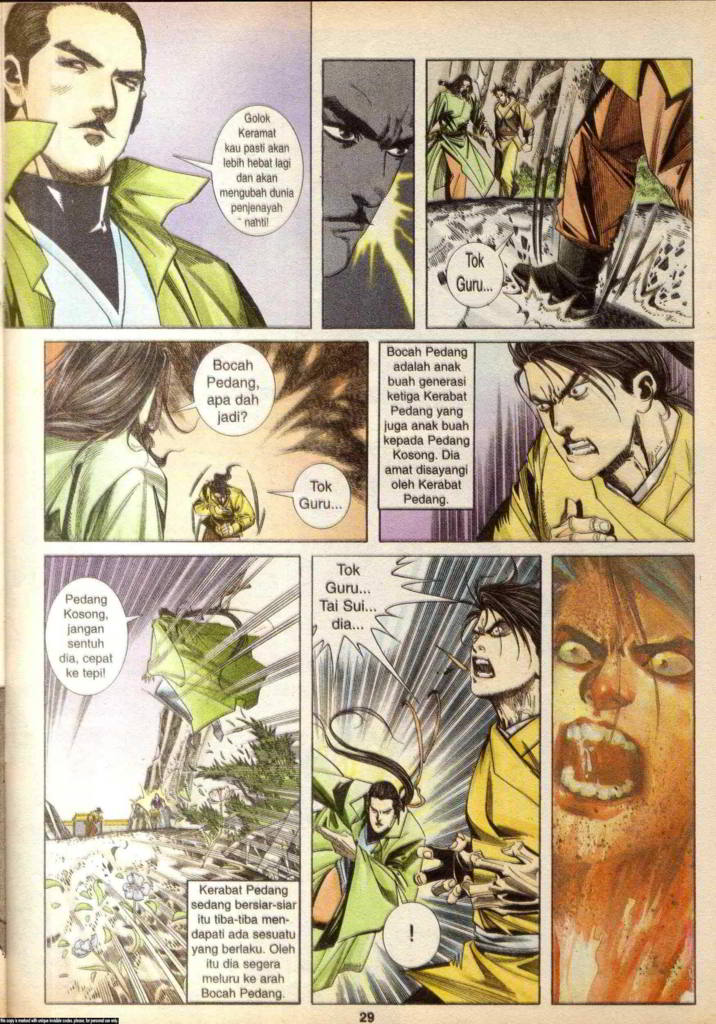 Golok
Keramat
kau pasti akan
lebih hebat lagi
dan akan
mengubah dunia
penjenayah
nahti!
Tok
Guru...
Bocah
Pedang,
apa dah
jadi?
Tok
Guru...
Bocah Pedang
adalah anak
buah generasi
ketiga Kerabat
Pedang yang
juga anak buah
kepada Pedang
Kosong. Dia
amat disayangi
oleh Kerabat
Pedang.
Pedang
Kosong,
jangan
sentuh
dia, cepat
ke tepi!
Kerabat Pedang
sedang bersiar-siar
itu tiba-tiba men-
dapati ada sesuatu
yang berlaku. Oleh
itu dia segera
meluru ke arah
Bocah Pedang.
Tok
Guru...
Tai Sui...
dia...
!
29